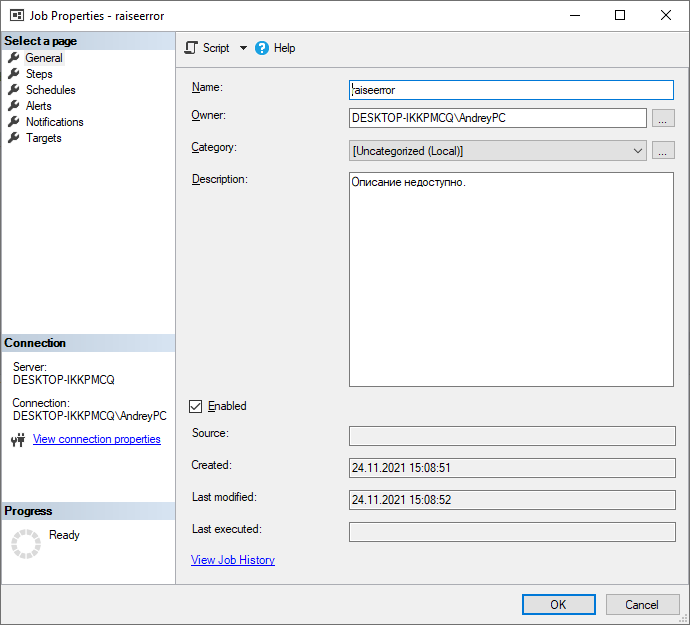 Job Properties - raiseerror
Select a page
General
Steps
Schedules
Alerts
Notifications
Targets
Connection
Server:
DESKTOP-IKKPMCQ
Connection:
DESKTOP-IKKPMCQ\AndreyPC
View connection properties
Progress
Ready
Script
Help
Name:
raiseerror
Owner:
DESKTOP-IKKPMCQ\AndreyPC
...
Category:
[Uncategorized (Local)]
...
Description:
Описание недоступно.
Enabled
Source:
Created:
24.11.2021 15:08:51
Last modified:
24.11.2021 15:08:52
Last executed:
View Job History
OK
Cancel